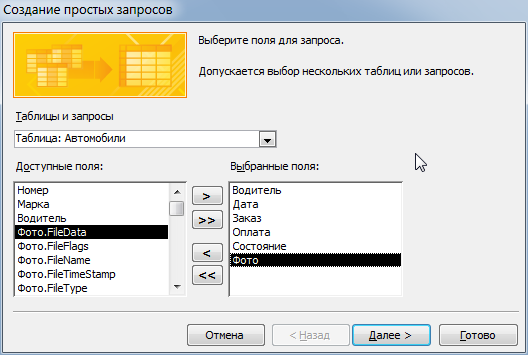 Создание простых запросов
Выберите поля для запроса.
Допускается выбор нескольких таблиц или запросов.
Таблицы и запросы
Таблица: Автомобили
Доступные поля:
Номер
Марка
Водитель
Фото.FileData
Фото.FileFlags
Фото.FileName
Фото.FileTimeStamp
Фото.FileType
>
>>
<
<<
Выбранные поля:
Водитель
Дата
Заказ
Оплата
Состояние
Фото
Отмена
< Назад
Далее >
Готово